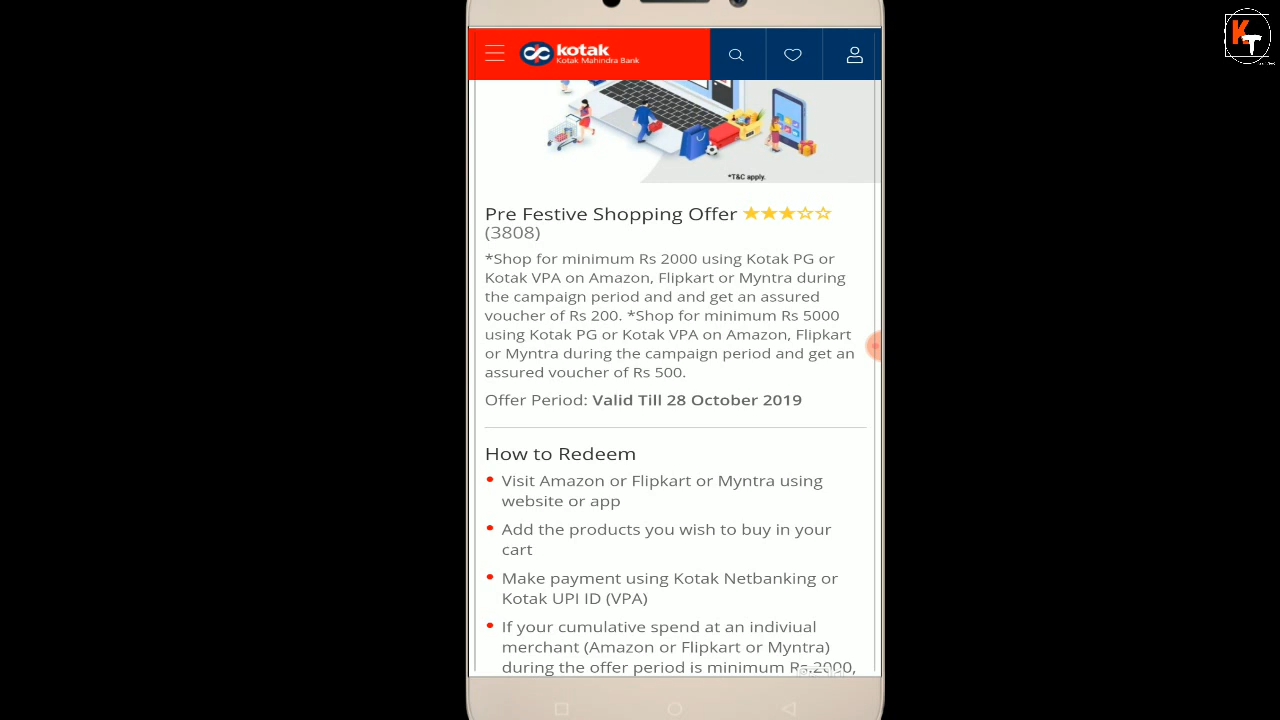 kotak
Kotak Mahindra Bank
KT
*T&C apply.
Pre Festive Shopping Offer
(3808)
*Shop for minimum Rs 2000 using Kotak PG or
Kotak VPA on Amazon, Flipkart or Myntra during
the campaign period and and get an assured
voucher of Rs 200. *Shop for minimum Rs 5000
using Kotak PG or Kotak VPA on Amazon, Flipkart
or Myntra during the campaign period and get an
assured voucher of Rs 500.
Offer Period: Valid Till 28 October 2019
How to Redeem
• Visit Amazon or Flipkart or Myntra using
website or app
• Add the products you wish to buy in your
cart
• Make payment using Kotak Netbanking or
Kotak UPI ID (VPA)
• If your cumulative spend at an indiviual
merchant (Amazon or Flipkart or Myntra)
during the offer period is minimum Rs 2000,